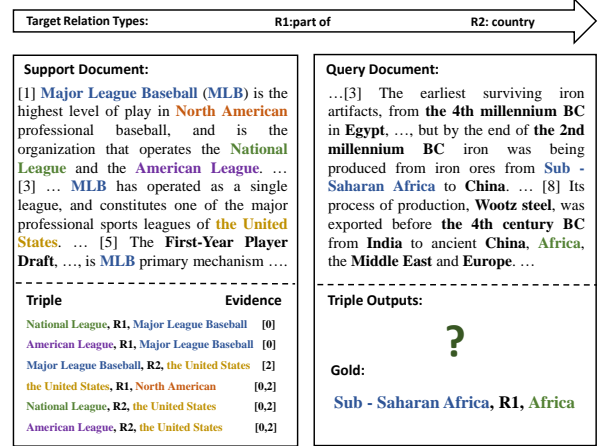 Target Relation Types: R1:part of R2: country
Support Document:
[1] Major League Baseball (MLB) is the
highest level of play in North American
professional baseball, and is the
organization that operates the National
League and the American League. …
[3] … MLB has operated as a single
league, and constitutes one of the major
professional sports leagues of the United
States. … [5] The First-Year Player
Draft, …, is MLB primary mechanism ….
Triple Evidence
National League, R1, Major League Baseball [0]
American League, R1, Major League Baseball [0]
Major League Baseball, R2, the United States [2]
the United States, R1, North American [0,2]
National League, R2, the United States [0,2]
American League, R2, the United States [0,2]
Query Document:
…[3] The earliest surviving iron
artifacts, from the 4th millennium BC
in Egypt, …, but by the end of the 2nd
millennium BC iron was being
produced from iron ores from Sub -
Saharan Africa to China. … [8] Its
process of production, Wootz steel, was
exported before the 4th century BC
from India to ancient China, Africa,
the Middle East and Europe. …
Triple Outputs:
?
Gold:
Sub - Saharan Africa, R1, Africa